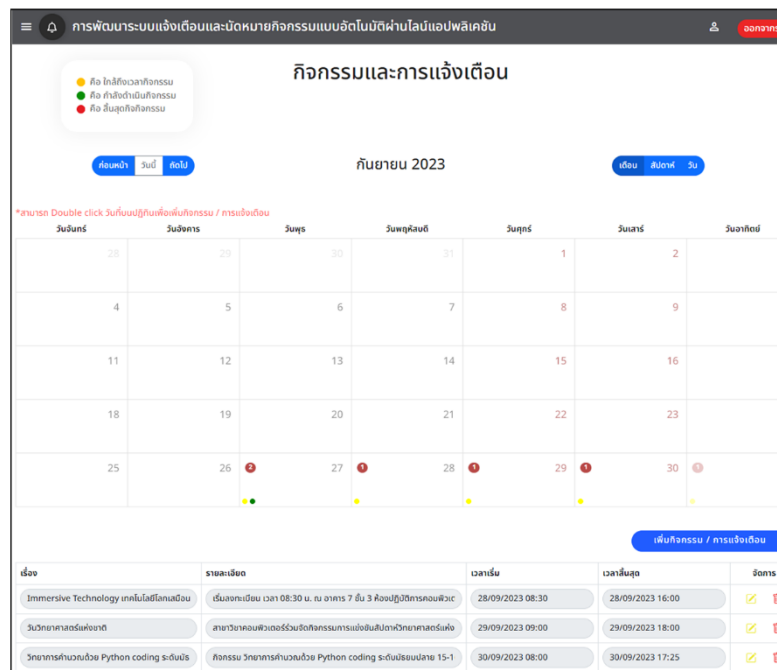 การพัฒนาระบบแจ้งเตือนและนัดหมายกิจกรรมแบบอัตโนมัติผ่านไลน์แอปพลิเคชัน
คือ ใกล้ถึงเวลากิจกรรม
คือ กำลังดำเนินกิจกรรม
คือ สิ้นสุดกิจกิจกรรม
กิจกรรมและการแจ้งเตือน
ก่อนหน้า วันนี้ ถัดไป
กันยายน 2023
เดือน สัปดาห์ วัน
*สามารถ Double click วันที่บนปฏิทินเพื่อเพิ่มกิจกรรม / การแจ้งเตือน
วันจันทร์ วันอังคาร วันพุธ วันพฤหัสบดี วันศุกร์ วันเสาร์ วันอาทิตย์
28 29 30 31 1 2
4 5 6 7 8 9
11 12 13 14 15 16
18 19 20 21 22 23
25 26 2 27 1 28 1 29 1 30 1
เพิ่มกิจกรรม / การแจ้งเตือน
เรื่อง รายละเอียด เวลาเริ่ม เวลาสิ้นสุด จัดการ
Immersive Technology เทคโนโลยีโลกเสมือน เริ่มลงทะเบียน เวลา 08:30 น. ณ อาคาร 7 ชั้น 3 ห้องปฏิบัติการคอมพิวเต 28/09/2023 08:30 28/09/2023 16:00
วันวิทยาศาสตร์แห่งชาติ สาขาวิชาคอมพิวเตอร์ร่วมจัดกิจกรรมการแข่งขันสัปดาห์วิทยาศาสตร์แห่ง 29/09/2023 09:00 29/09/2023 18:00
วิทยาการคำนวณด้วย Python coding ระดับมัธ กิจกรรม วิทยาการคำนวณด้วย Python coding ระดับมัธยมปลาย 15-1 30/09/2023 08:00 30/09/2023 17:25